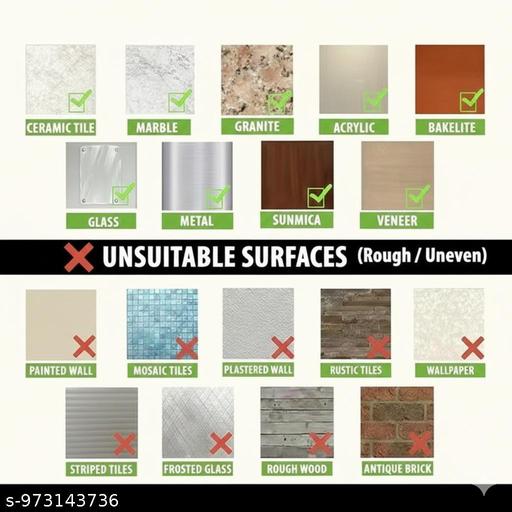 CERAMIC TILE
MARBLE
GRANITE
ACRYLIC
BAKELITE
GLASS
METAL
SUNMICA
VENEER
UNSUITABLE SURFACES (Rough / Uneven)
PAINTED WALL
MOSAIC TILES
PLASTERED WALL
RUSTIC TILES
WALLPAPER
STRIPED TILES
FROSTED GLASS
ROUGH WOOD
ANTIQUE BRICK
s-973143736